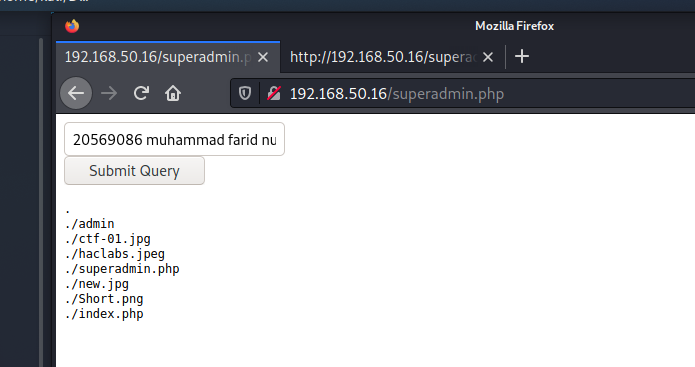 Mozilla Firefox
192.168.50.16/superadmin.p
http://192.168.50.16/supera
192.168.50.16/superadmin.php
20569086 muhammad farid nu
Submit Query
.
./admin
./ctf-01.jpg
./haclabs.jpeg
./superadmin.php
./new.jpg
./Short.png
./index.php